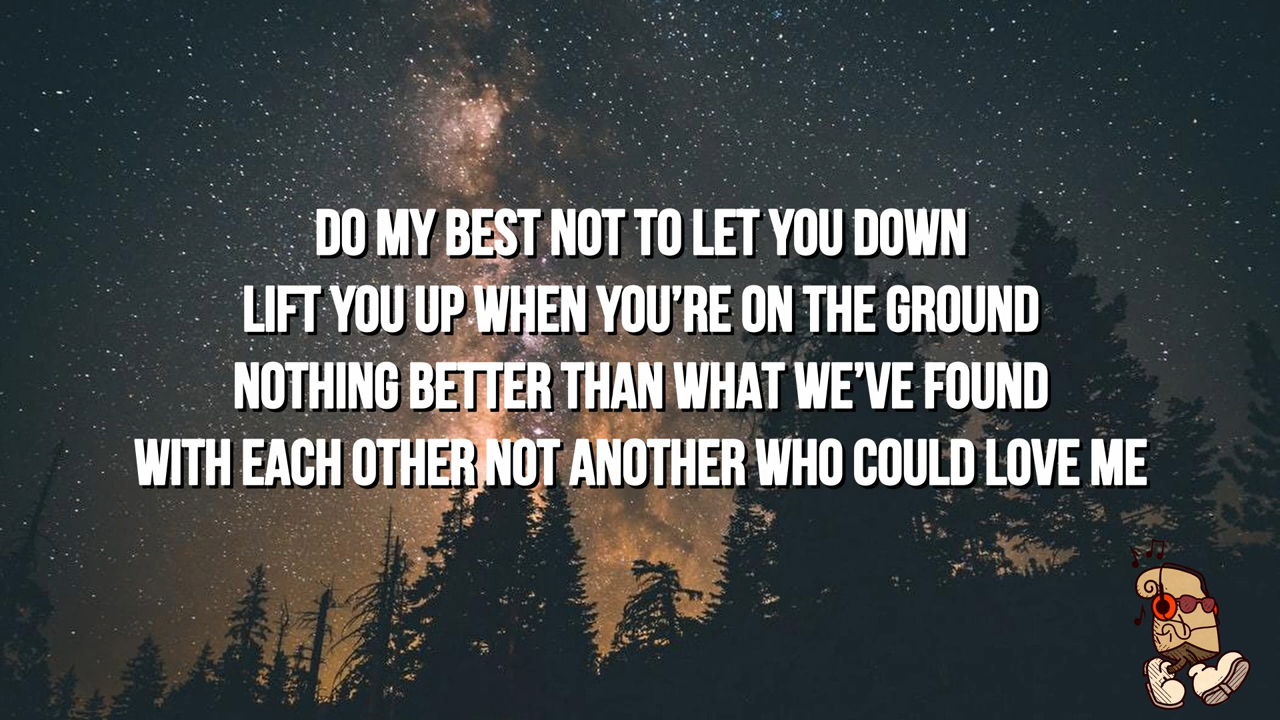 DO MY BEST NOT TO LET YOU DOWN
LIFT YOU UP WHEN YOU'RE ON THE GROUND
NOTHING BETTER THAN WHAT WE'VE FOUND
WITH EACH OTHER NOT ANOTHER WHO COULD LOVE ME